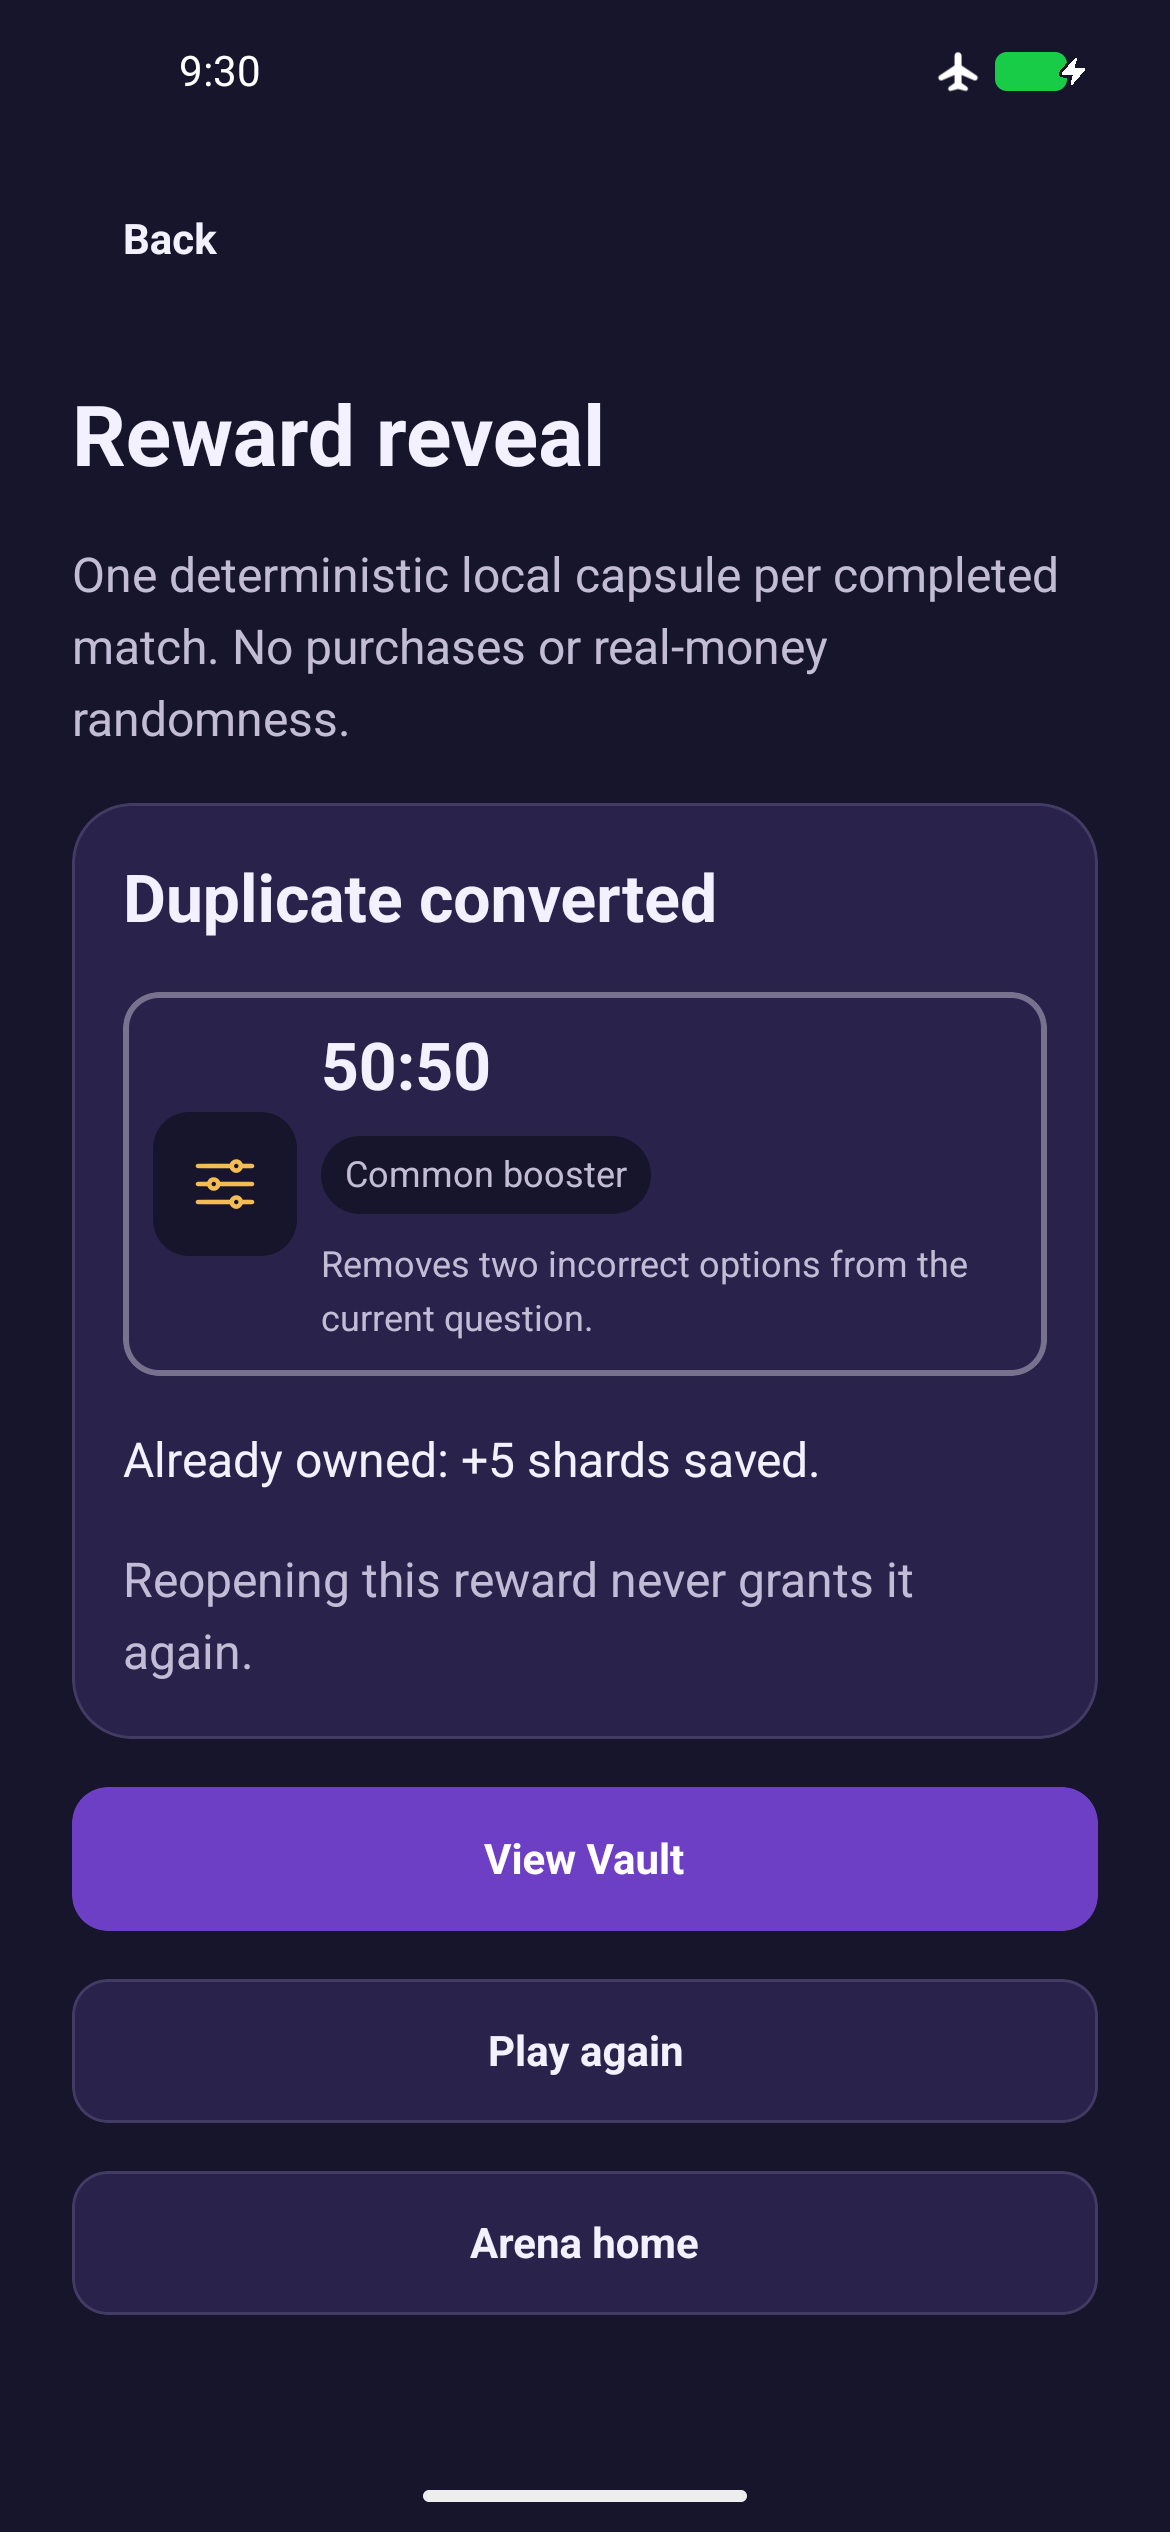 9:30
Back
Reward reveal
One deterministic local capsule per completed
match. No purchases or real-money
randomness.
Duplicate converted
50:50
Common booster
Removes two incorrect options from the
current question.
Already owned: +5 shards saved.
Reopening this reward never grants it
again.
View Vault
Play again
Arena home